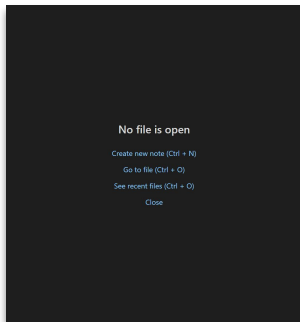 No file is open
Create new note (Ctrl + N)
Go to file (Ctrl + O)
See recent files (Ctrl + O)
Close